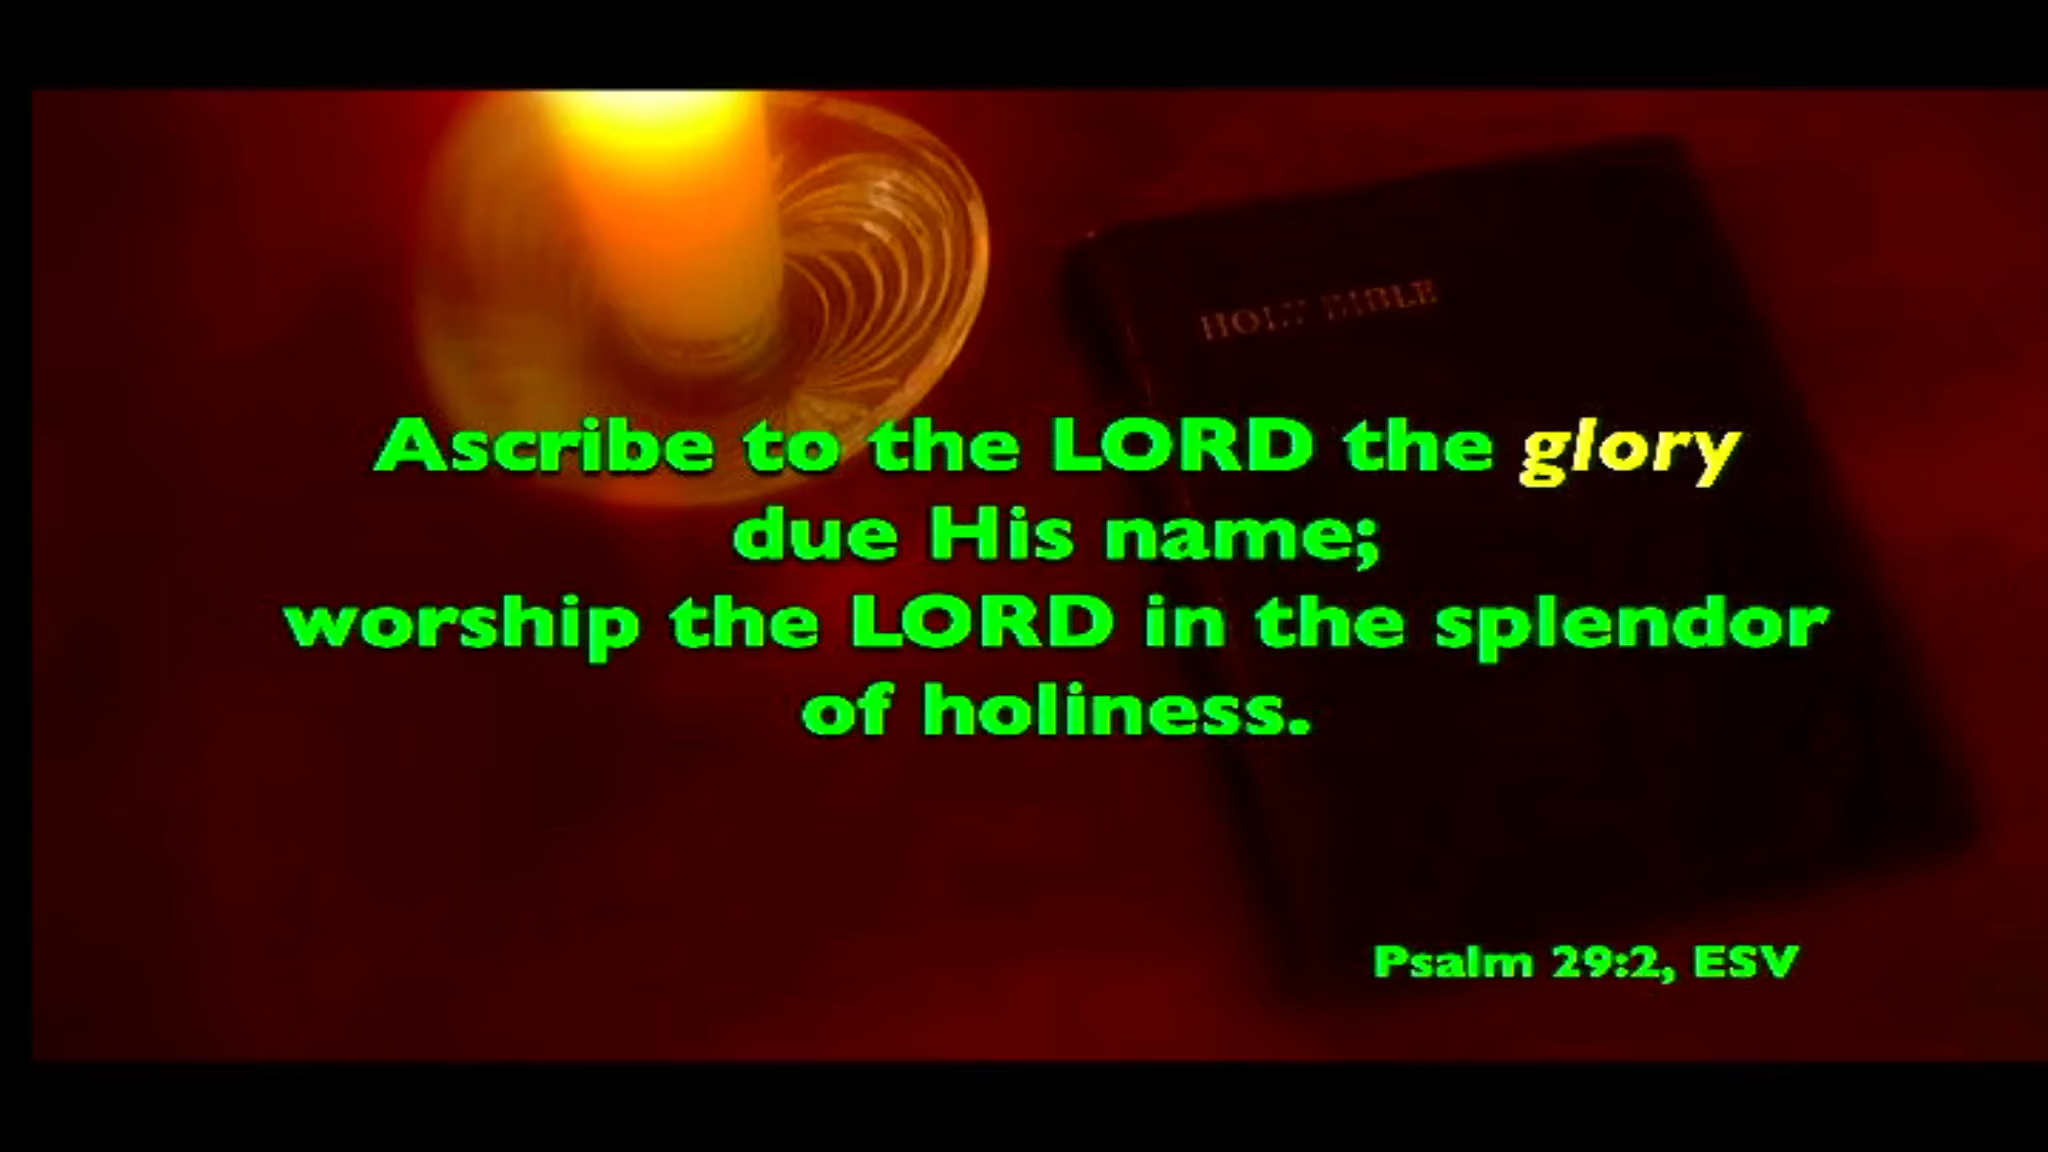 HOLY BIBLE
Ascribe to the LORD the glory
due His name;
worship the LORD in the splendor
of holiness.
Psalm 29:2, ESV